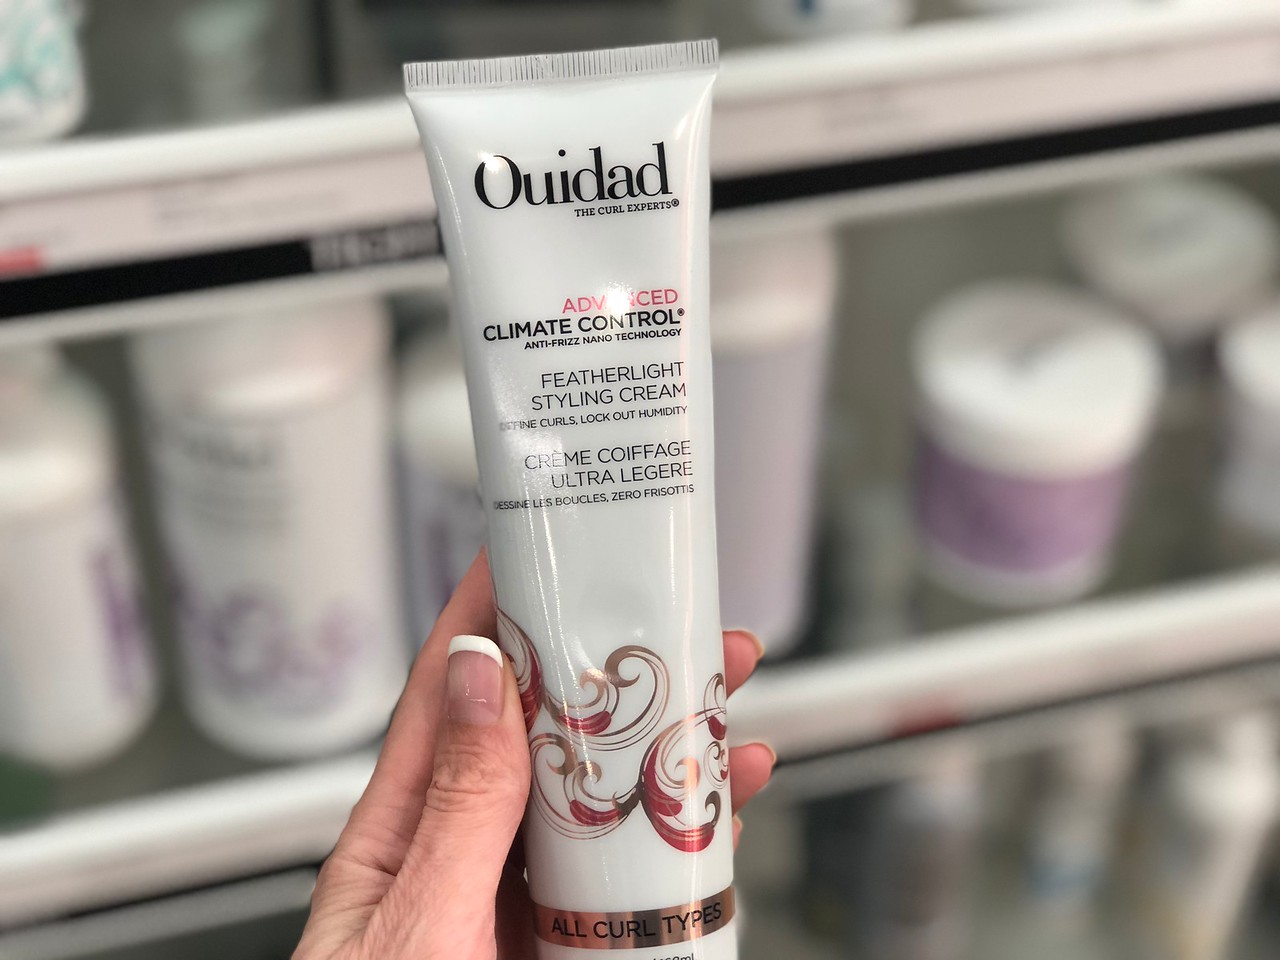 Ouidad
THE CURL EXPERTS®
ADVANCED
CLIMATE CONTROL®
ANTI-FRIZZ NANO TECHNOLOGY
FEATHERLIGHT
STYLING CREAM
DEFINE CURLS, LOCK OUT HUMIDITY
CRÈME COIFFAGE
ULTRA LEGERE
DESSINE LES BOUCLES, ZERO FRISOTTIS
ALL CURL TYPES